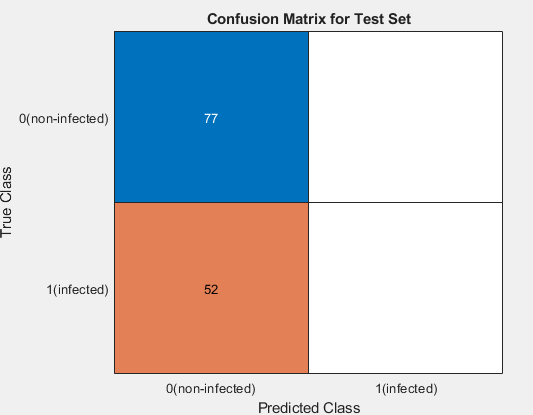 Confusion Matrix for Test Set
True Class
0(non-infected)
77
1(infected)
52
0(non-infected) 1(infected)
Predicted Class